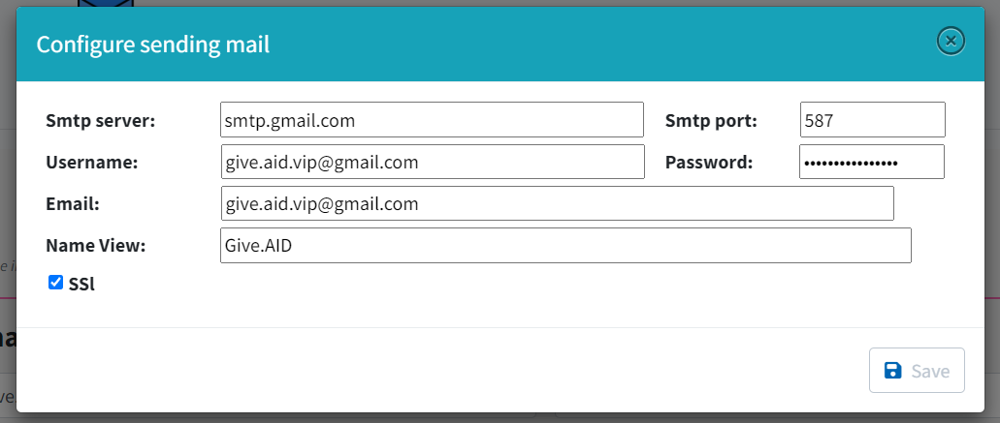 Configure sending mail
Smtp server: smtp.gmail.com Smtp port: 587
Username: give.aid.vip@gmail.com Password: ••••••••••••••••
Email: give.aid.vip@gmail.com
Name View: Give.AID
SSl
Save